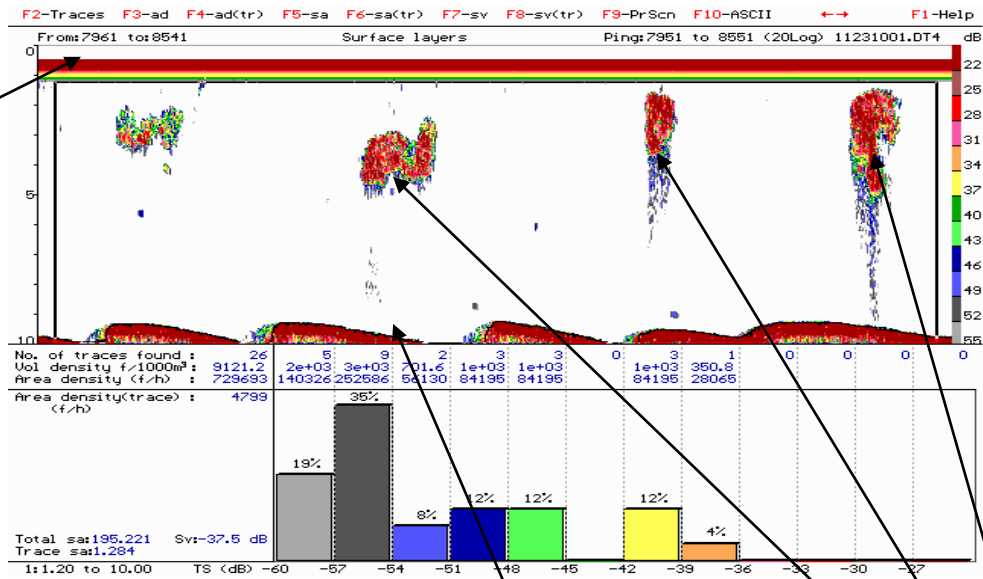 F2-Traces F3-ad F4-ad(tr) F5-sa F6-sa(tr) F7-sv F8-sv(tr) F9-PrScn F10-ASCII ←→ F1-Help
From:7961 to:8541 Surface layers Ping:7951 to 8551 (20Log) 11231001.DT4 dB
0
22
25
28
31
34
5
37
40
43
46
49
52
10
55
No. of traces found : 26 5 9 2 3 3 0 3 1 0 0 0 0
Vol density f/1000m³: 9121.2 2e+03 3e+03 701.6 1e+03 1e+03 1e+03 350.8
Area density (f/h) : 729693 140326 252586 56130 84195 84195 84195 28065
Area density(trace) : 4799
(f/h)
35%
19%
12% 12% 12%
8%
4%
Total sa:195.221 Sv:-37.5 dB
Trace sa:1.284
1:1.20 to 10.00 TS (dB) -60 -57 -54 -51 -48 -45 -42 -39 -36 -33 -30 -27